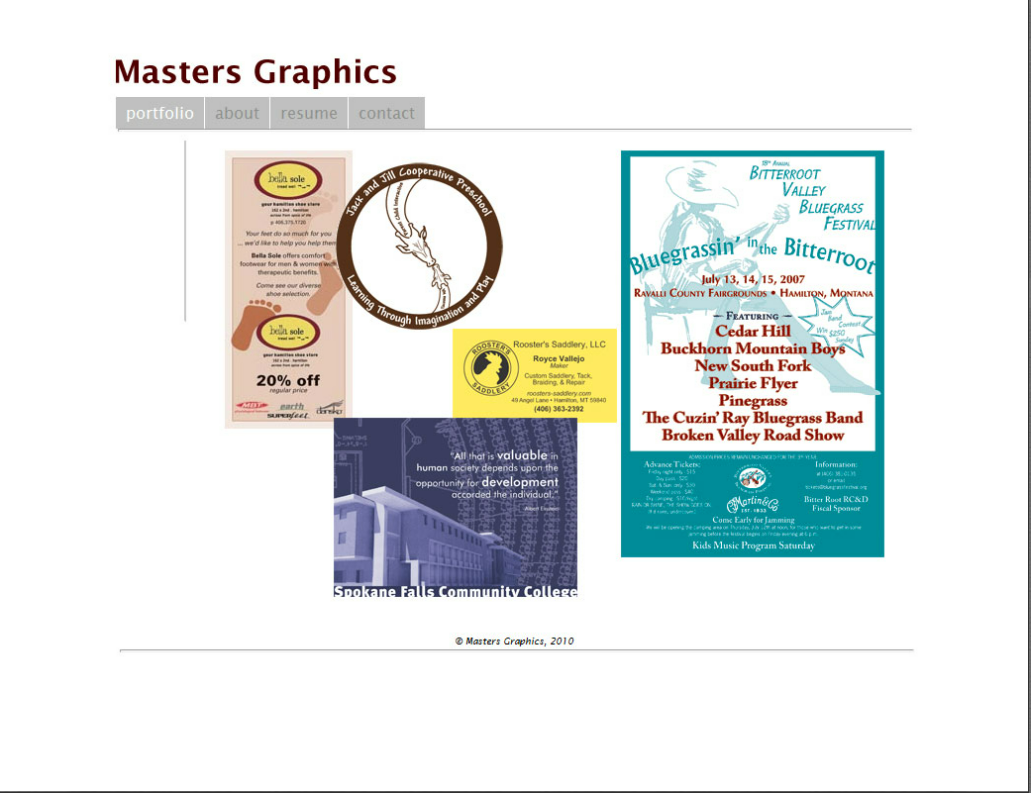 Masters Graphics
portfolio about resume contact
bella sole
your hamilton shoe store
Your feet do so much for you
... we'd like to help you help them
Bella Sole offers comfort
footwear for men & women with
therapeutic benefits.
Come see our diverse
shoe selection.
bella sole
your hamilton shoe store
20% off
regular price
MBT
earth
SUPERfeet
dansko
Jack and Jill Cooperative Preschool
Learning Through Imagination and Play
ROOSTER'S
SADDLERY
Rooster's Saddlery, LLC
Royce Vallejo
Maker
Custom Saddlery, Tack,
Braiding, & Repair
roosters-saddlery.com
49 Angel Lane • Hamilton, MT 59840
(406) 363-2392
"All that is valuable in
human society depends upon the
opportunity for development
accorded the individual."
Albert Einstein
Spokane Falls Community College
Bitterroot
Valley
Bluegrass
Festival
Bluegrassin' in the Bitterroot
July 13, 14, 15, 2007
Ravalli County Fairgrounds • Hamilton, Montana
Jam
Band
Contest
Win $250
Sunday
Featuring
Cedar Hill
Buckhorn Mountain Boys
New South Fork
Prairie Flyer
Pinegrass
The Cuzin' Ray Bluegrass Band
Broken Valley Road Show
Advance Tickets:
Information:
Martin & Co
EST. 1833
Bitter Root RC&D
Fiscal Sponsor
Come Early for Jamming
Kids Music Program Saturday
© Masters Graphics, 2010